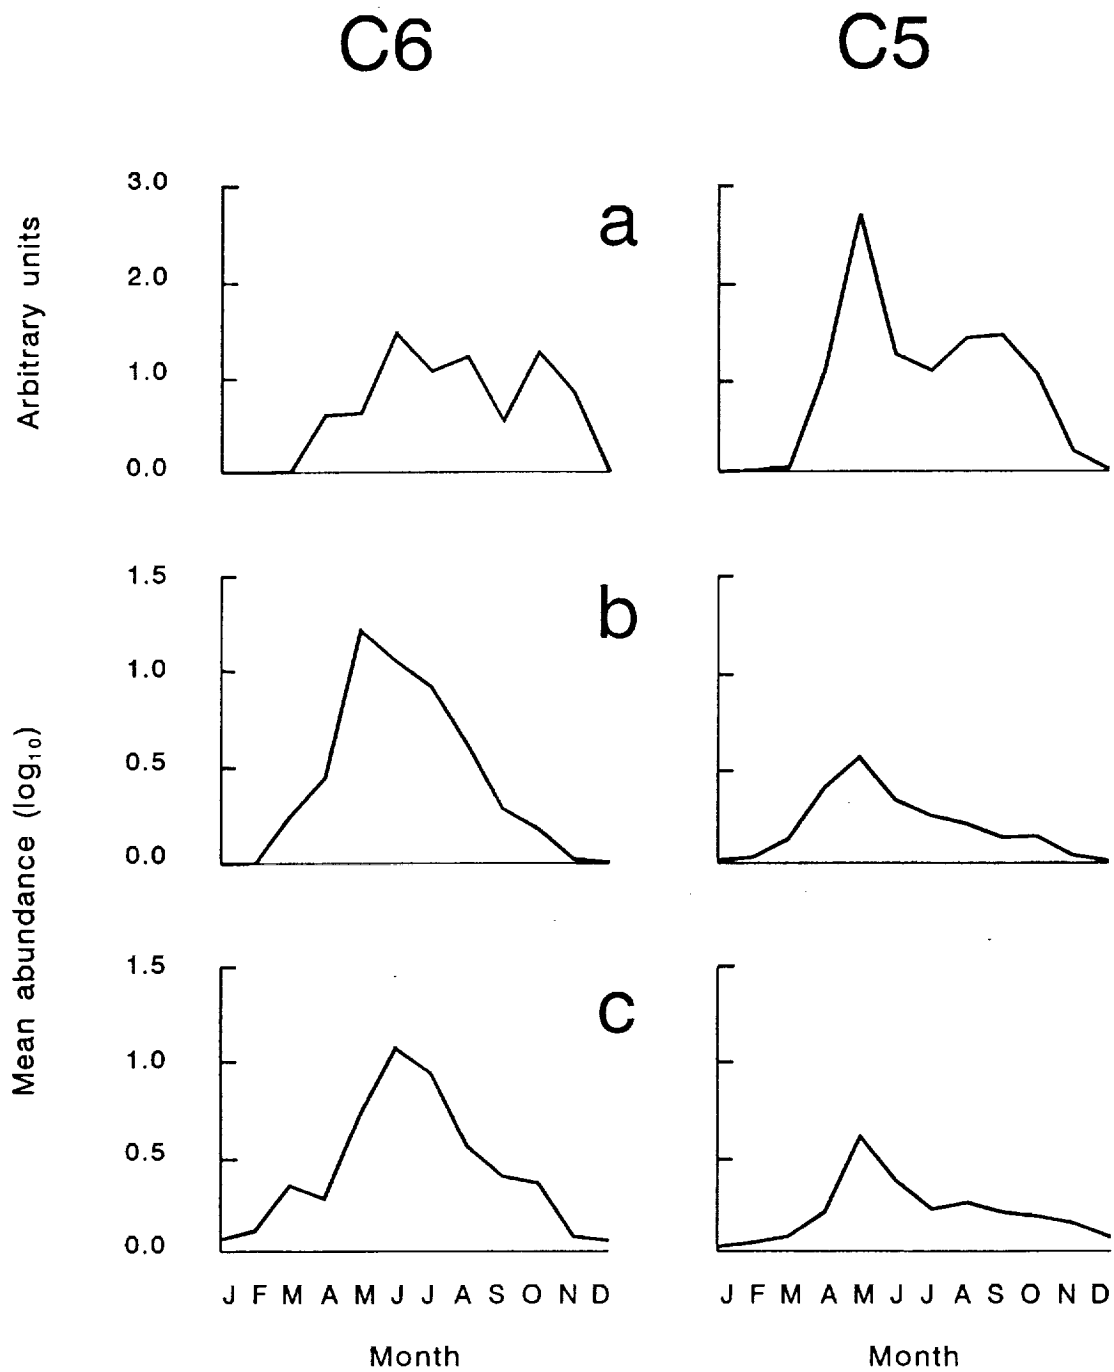 C6 C5
Arbitrary units
3.0
2.0
1.0
0.0
a
Mean abundance (log₁₀)
1.5
1.0
0.5
0.0
b
1.5
1.0
0.5
0.0
c
J F M A M J J A S O N D
J F M A M J J A S O N D
Month Month